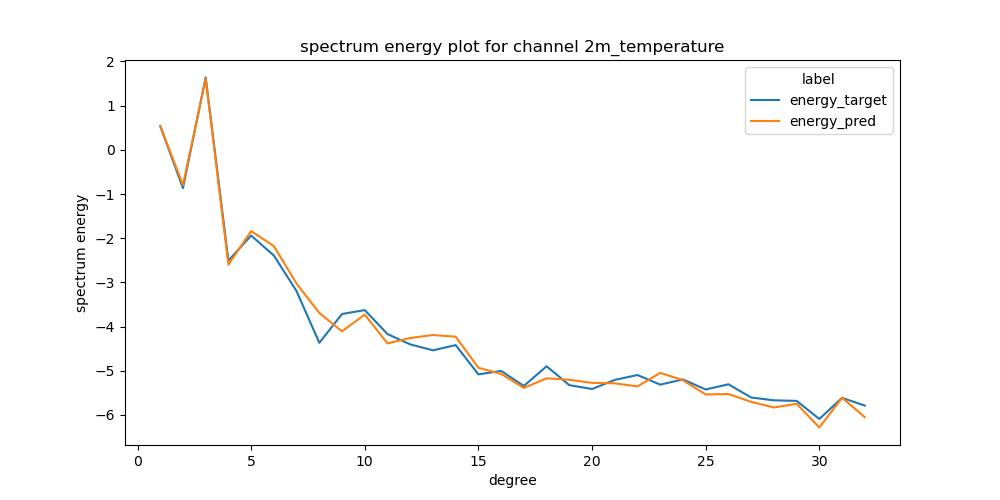 spectrum energy plot for channel 2m_temperature
label
energy_target
energy_pred
spectrum energy
2
1
0
−1
−2
−3
−4
−5
−6
0 5 10 15 20 25 30
degree